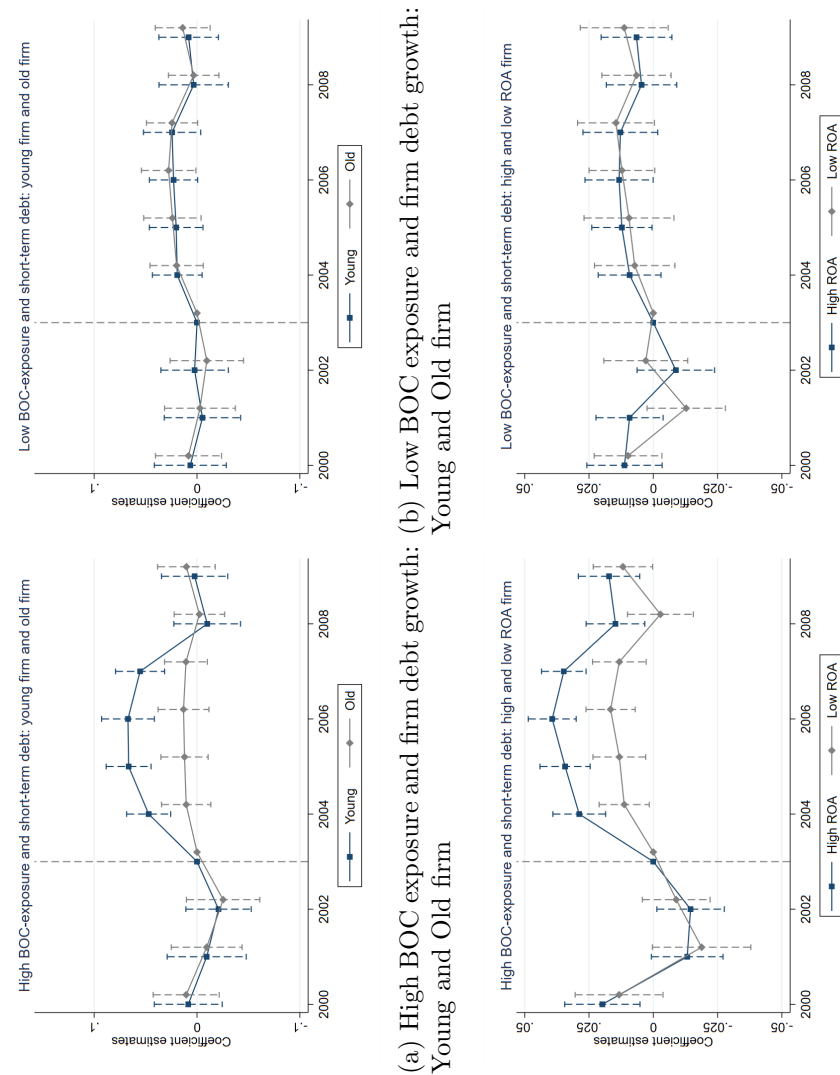 High BOC-exposure and short-term debt: young firm and old firm
.1
0
-.1
Coefficient estimates
2000
2002
2004
2006
2008
Young
Old
(a) High BOC exposure and firm debt growth:
Young and Old firm
Low BOC-exposure and short-term debt: young firm and old firm
.1
0
-.1
Coefficient estimates
2000
2002
2004
2006
2008
Young
Old
(b) Low BOC exposure and firm debt growth:
Young and Old firm
High BOC-exposure and short-term debt: high and low ROA firm
.05
.025
0
-.025
-.05
Coefficient estimates
2000
2002
2004
2006
2008
High ROA
Low ROA
Low BOC-exposure and short-term debt: high and low ROA firm
.05
.025
0
-.025
-.05
Coefficient estimates
2000
2002
2004
2006
2008
High ROA
Low ROA